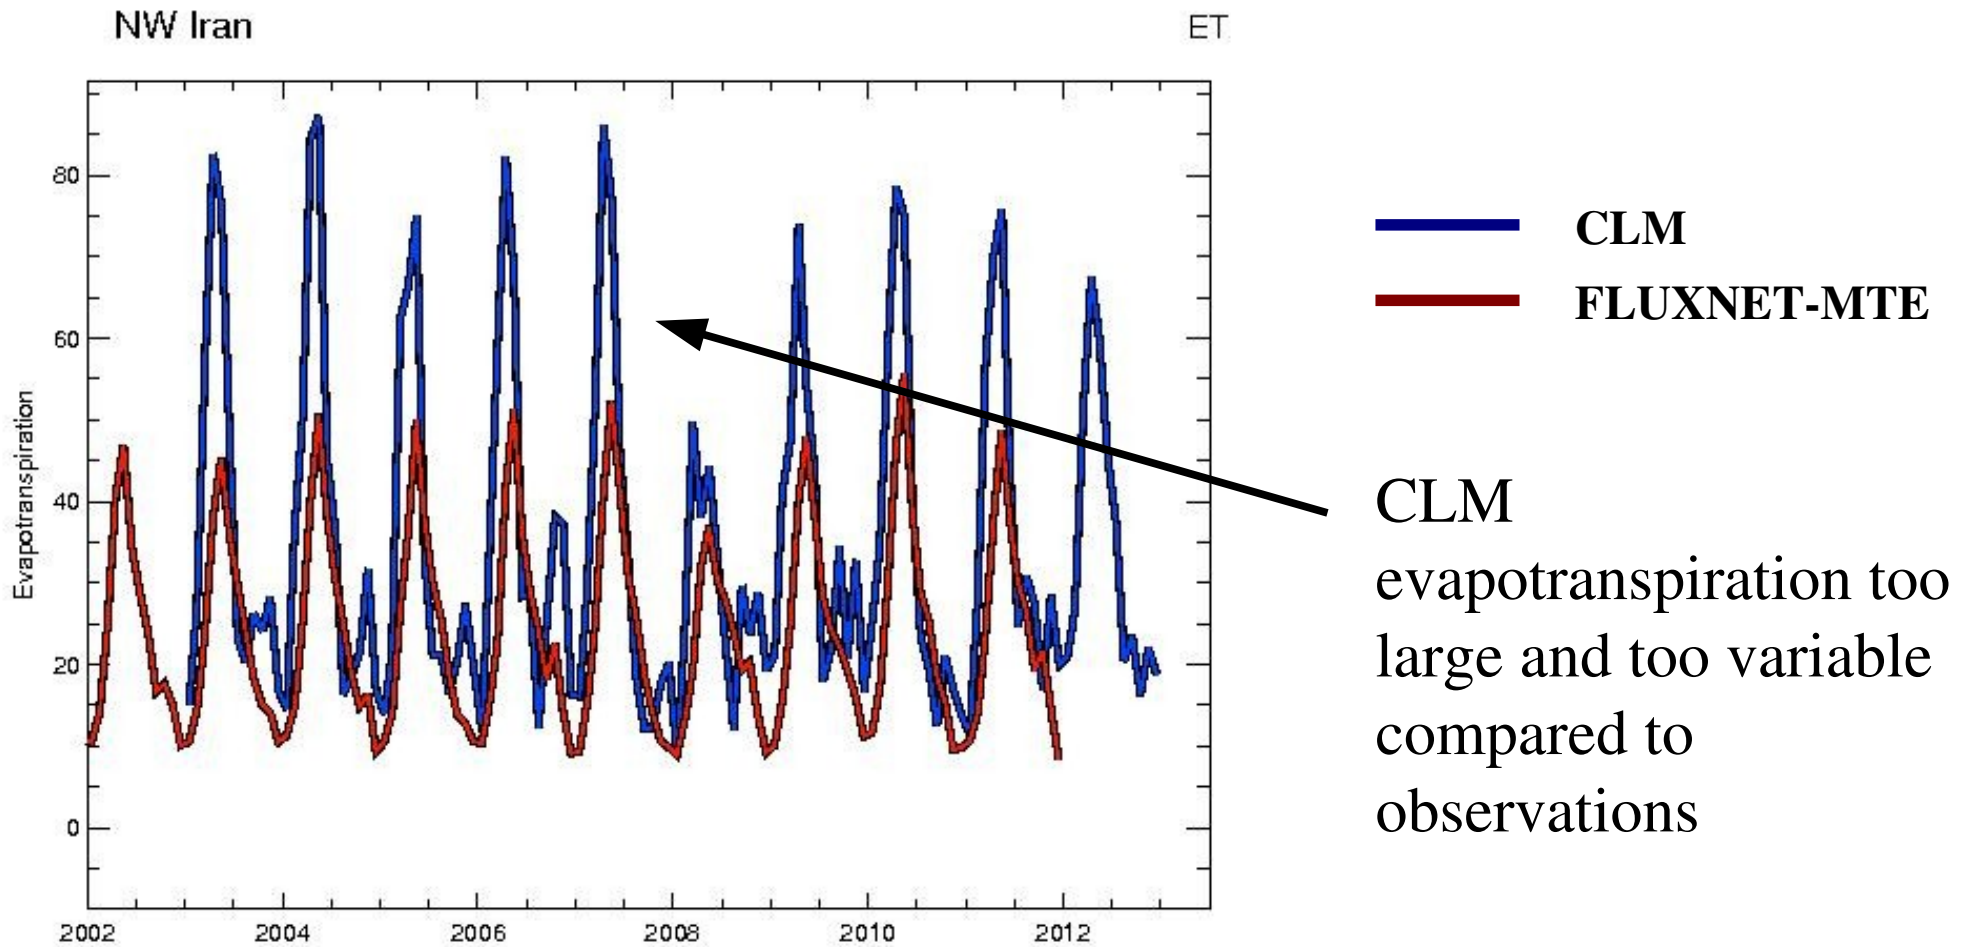 NW Iran
ET
80
60
40
20
0
Evapotranspiration
2002
2004
2006
2008
2010
2012
CLM
FLUXNET-MTE
CLM
evapotranspiration too
large and too variable
compared to
observations